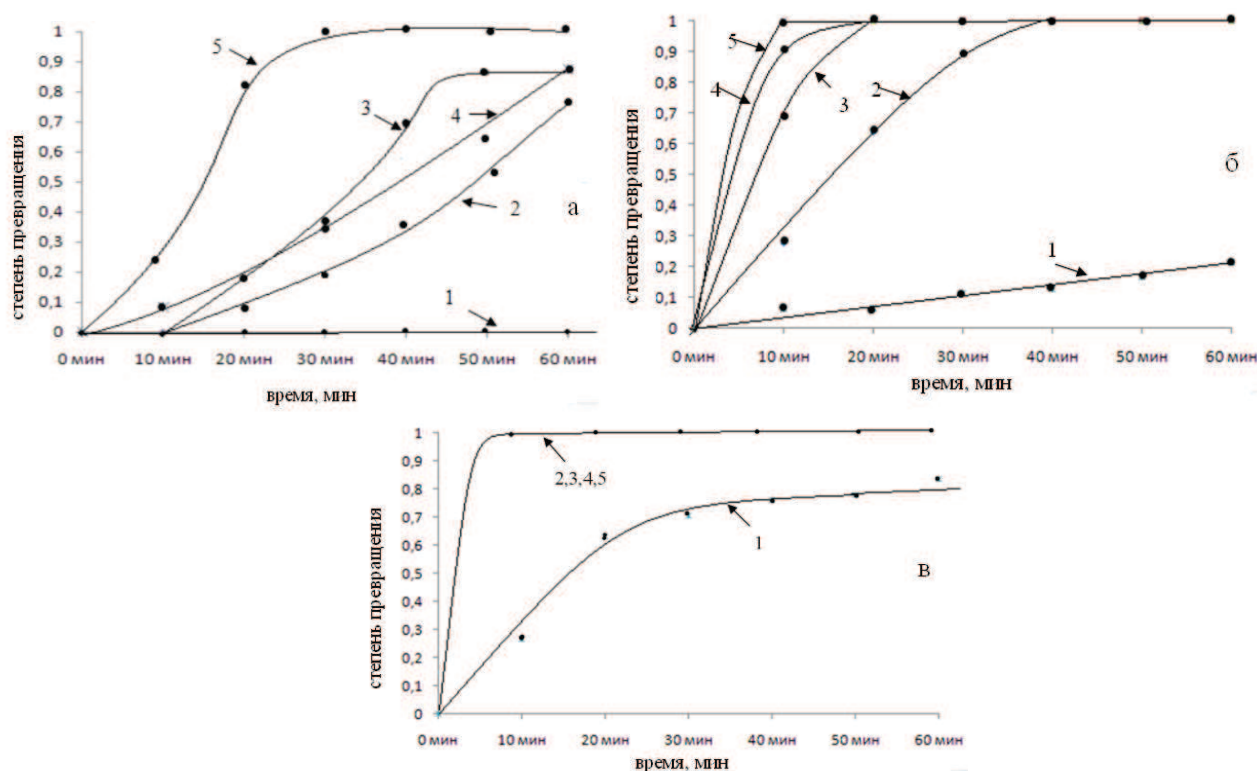 степень превращения
1
0,9
0,8
0,7
0,6
0,5
0,4
0,3
0,2
0,1
0
5
3
4
2
1
а
0 мин
10 мин
20 мин
30 мин
40 мин
50 мин
60 мин
время, мин
степень превращения
1
0,9
0,8
0,7
0,6
0,5
0,4
0,3
0,2
0,1
0
5
4
3
2
1
б
0 мин
10 мин
20 мин
30 мин
40 мин
50 мин
60 мин
время, мин
степень превращения
1
0,9
0,8
0,7
0,6
0,5
0,4
0,3
0,2
0,1
0
2,3,4,5
1
в
0 мин
10 мин
20 мин
30 мин
40 мин
50 мин
60 мин
время, мин